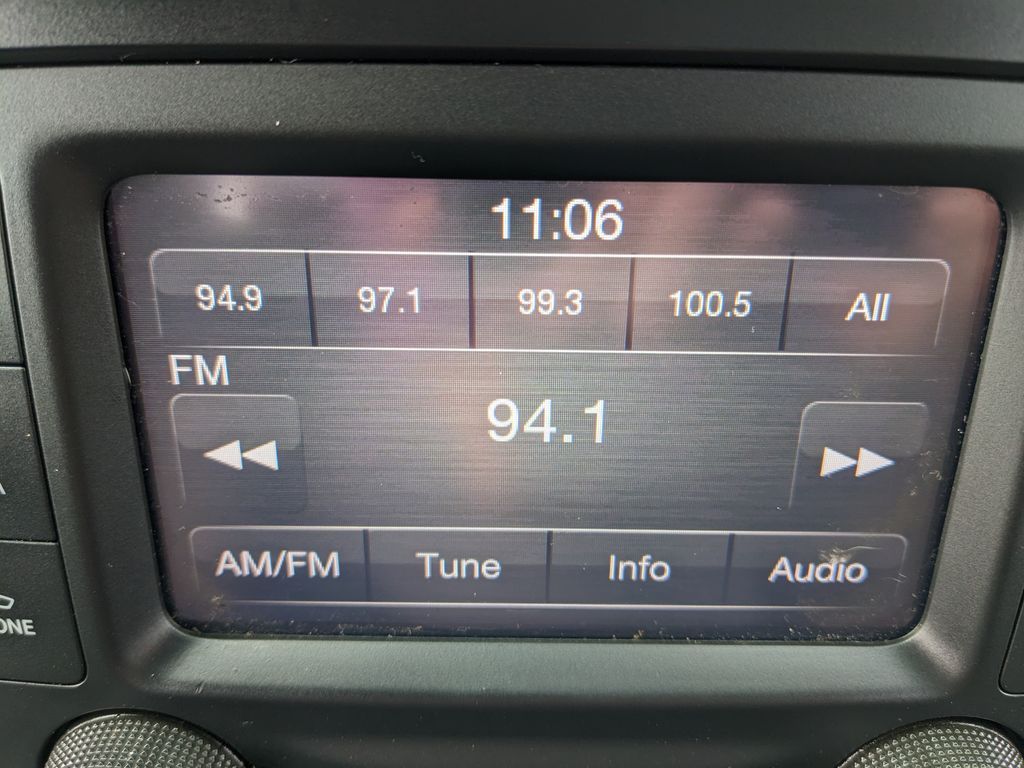 11:06
94.9 97.1 99.3 100.5 All
FM
94.1
AM/FM Tune Info Audio